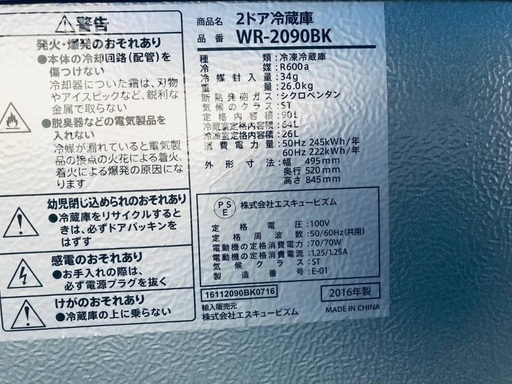 警告
発火・爆発のおそれあり
●本体の冷却回路(配管)を
傷つけない
冷却器についた霜は、刃物
やアイスピックなど、鋭利な
金属で取らない
●脱臭器などの電気製品を
入れない
冷媒が漏れていると電気製
品の接点の火花による着火、
着火による爆発の原因にな
ります。
幼児閉じ込められのおそれあり
●冷蔵庫をリサイクルすると
きは、必ずドアパッキンを
はずす
感電のおそれあり
●お手入れの際は、必
ず電源プラグを抜く
けがのおそれあり
●冷蔵庫の上に乗らない
商品名 2ドア冷蔵庫
品番 WR-2090BK
種類:冷凍冷蔵庫
冷媒:R600a
冷媒封入量:34g
重量:26.0kg
断熱発砲ガス:シクロペンタン
気候のクラス:ST
定格内容積:90L
冷蔵室定格内容積:64L
冷凍室定格内容積:26L
消費電力量:50Hz 245kWh/年
60Hz 222kWh/年
外形寸法:幅 495mm
奥行 520mm
高さ 845mm
PSE 株式会社エスキュービズム
定格電圧:100V
定格周波数:50/60Hz(共用)
電動機の定格消費電力:70/70W
電動機の定格消費電流:1.25/1.25A
気候クラス:ST
記号:E-01
16112090BK0716
2016年製
輸入販売元
株式会社エスキュービズム
MADE IN CHINA